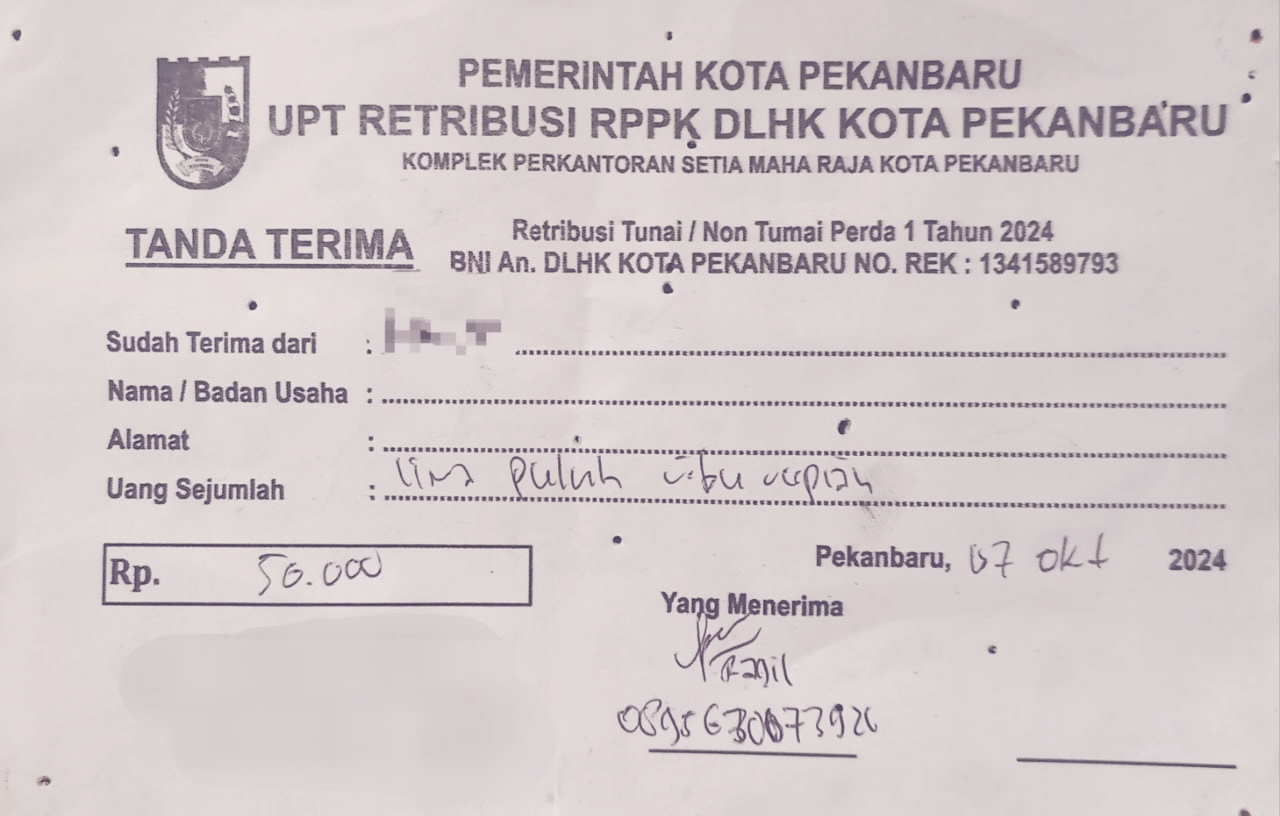 PEMERINTAH KOTA PEKANBARU
UPT RETRIBUSI RPPK DLHK KOTA PEKANBARU
KOMPLEK PERKANTORAN SETIA MAHA RAJA KOTA PEKANBARU
TANDA TERIMA
Retribusi Tunai / Non Tumai Perda 1 Tahun 2024
BNI An. DLHK KOTA PEKANBARU NO. REK : 1341589793
Sudah Terima dari :
Nama / Badan Usaha :
Alamat :
Uang Sejumlah : lima puluh ribu rupiah
Rp. 50.000
Pekanbaru, 07 okt 2024
Yang Menerima
Ragil